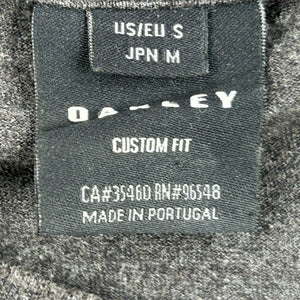 US/EU S
JPN M
OAKLEY
CUSTOM FIT
CA#35460 RN#96548
MADE IN PORTUGAL